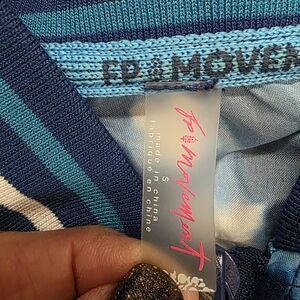 FP MOVEM
fp movement
S
made in china
fabriqué en chine